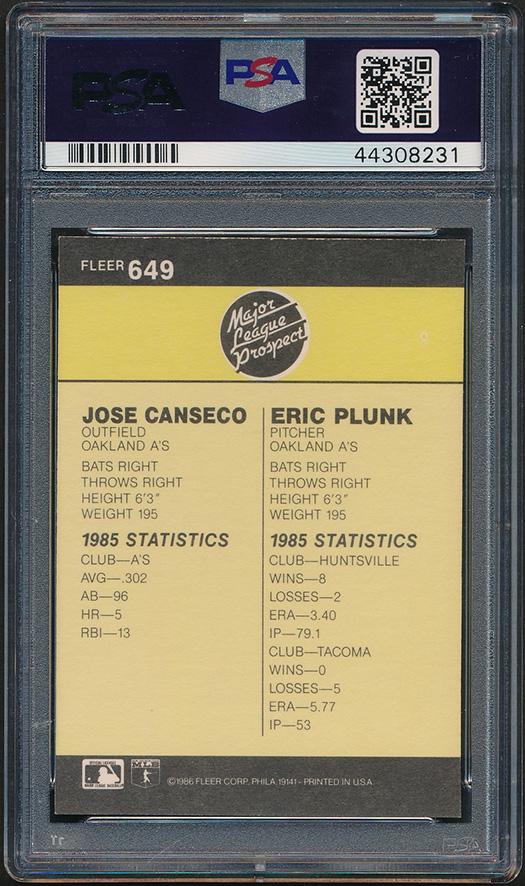 PSA
PSA
44308231
FLEER 649
Major
League
Prospect
JOSE CANSECO
OUTFIELD
OAKLAND A'S
BATS RIGHT
THROWS RIGHT
HEIGHT 6'3"
WEIGHT 195
1985 STATISTICS
CLUB—A'S
AVG—.302
AB—96
HR—5
RBI—13
ERIC PLUNK
PITCHER
OAKLAND A'S
BATS RIGHT
THROWS RIGHT
HEIGHT 6'3"
WEIGHT 195
1985 STATISTICS
CLUB—HUNTSVILLE
WINS—8
LOSSES—2
ERA—3.40
IP—79.1
CLUB—TACOMA
WINS—0
LOSSES—5
ERA—5.77
IP—53
©1986 FLEER CORP. PHILA. 19141 - PRINTED IN U.S.A.
PSA